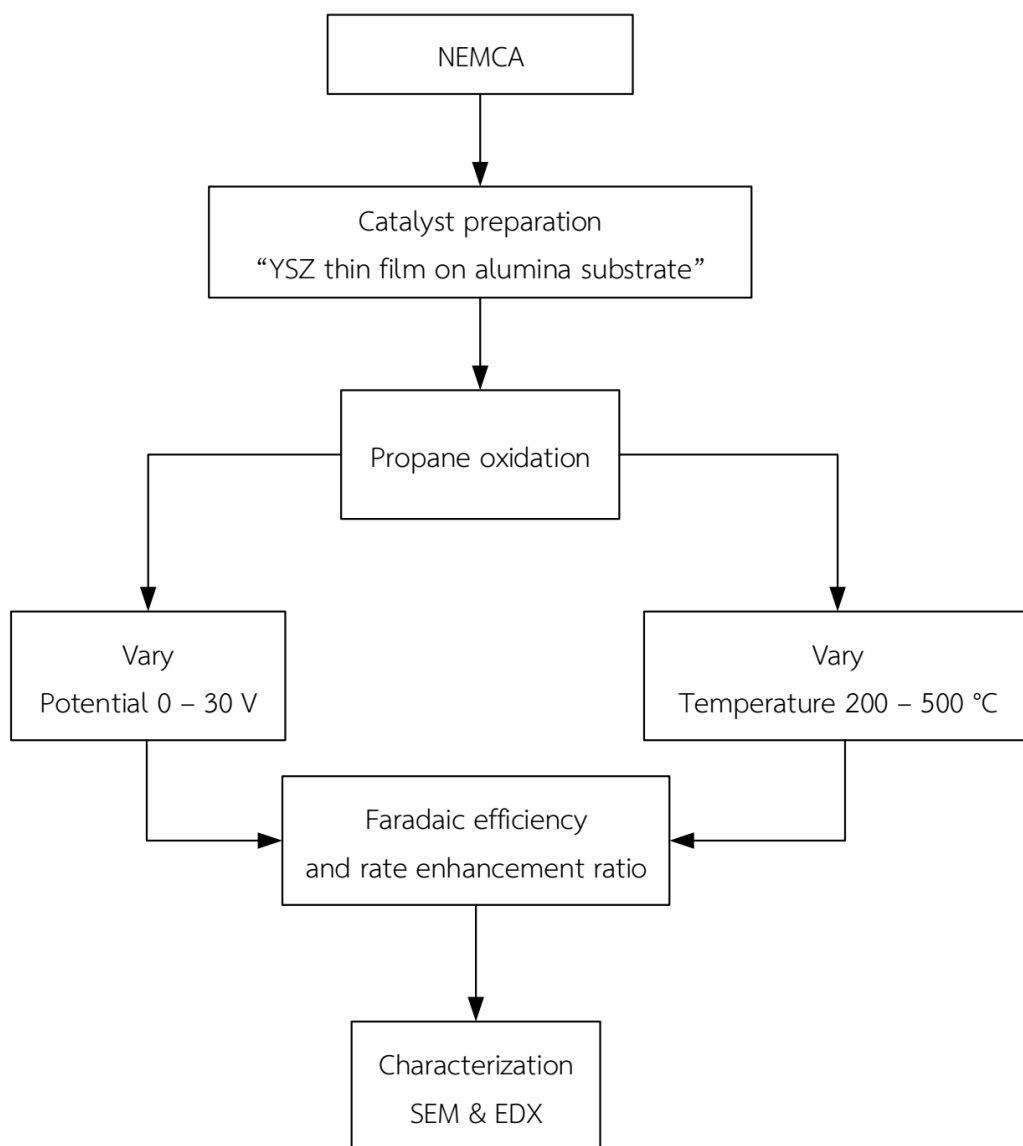 NEMCA
Catalyst preparation
“YSZ thin film on alumina substrate”
Propane oxidation
Vary
Potential 0 – 30 V
Vary
Temperature 200 – 500 °C
Faradaic efficiency
and rate enhancement ratio
Characterization
SEM & EDX